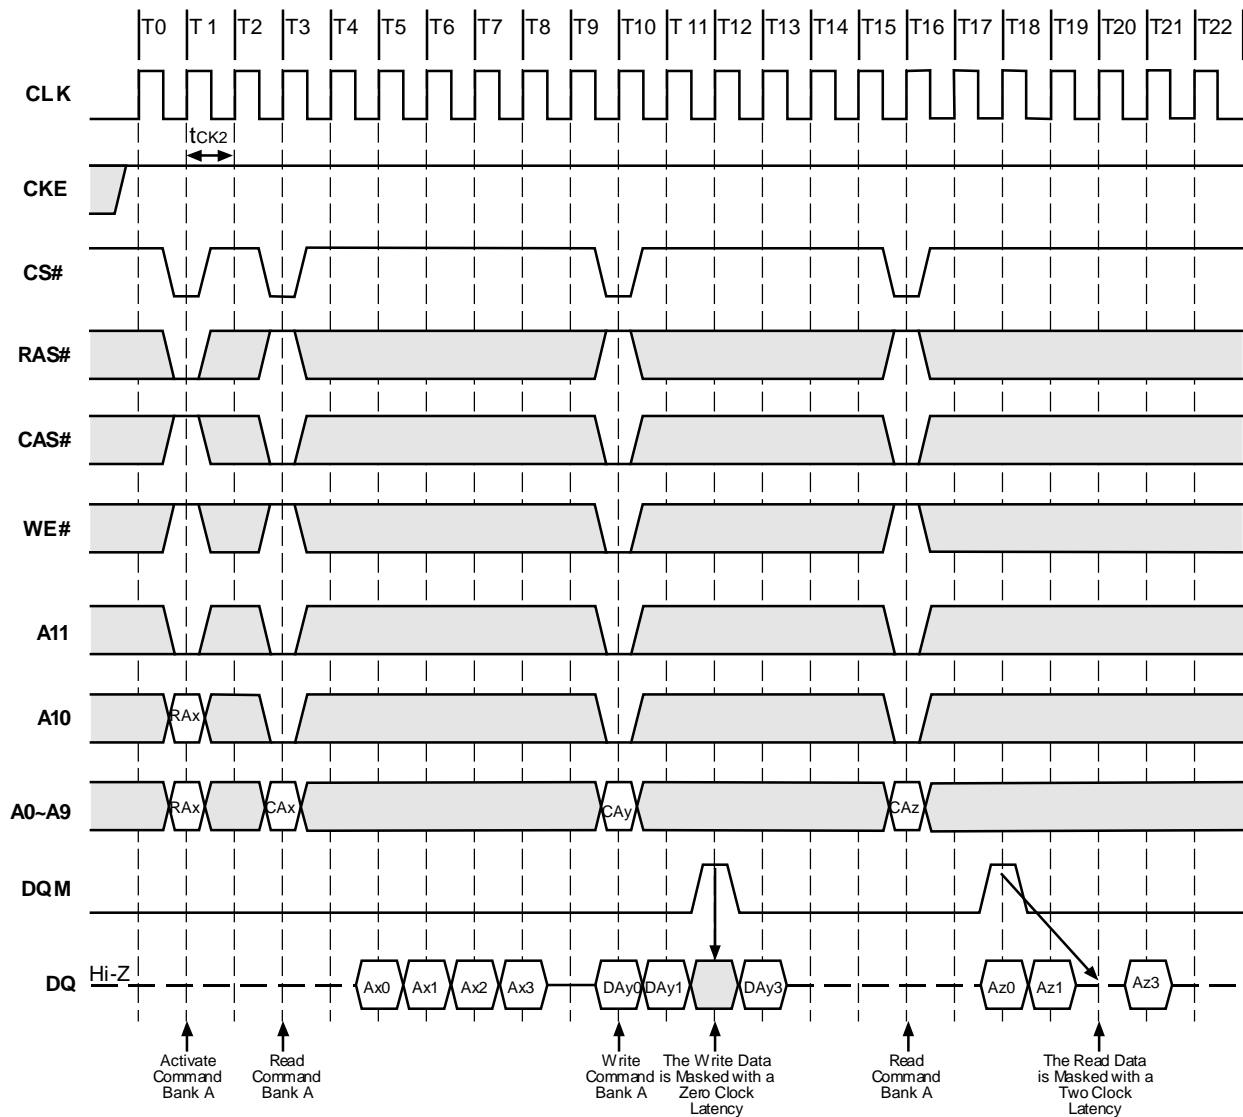 T0 T 1 T2 T3 T4 T5 T6 T7 T8 T9 T10 T 11 T12 T13 T14 T15 T16 T17 T18 T19 T20 T21 T22
CLK
tCK2
CKE
CS#
RAS#
CAS#
WE#
A11
A10 RAx
A0~A9 RAx CAx CAy CAz
DQM
DQ Hi-Z Ax0 Ax1 Ax2 Ax3 DAy0 DAy1 DAy3 Az0 Az1 Az3
Activate
Command
Bank A
Read
Command
Bank A
Write
Command
Bank A
The Write Data
is Masked with a
Zero Clock
Latency
Read
Command
Bank A
The Read Data
is Masked with a
Two Clock
Latency